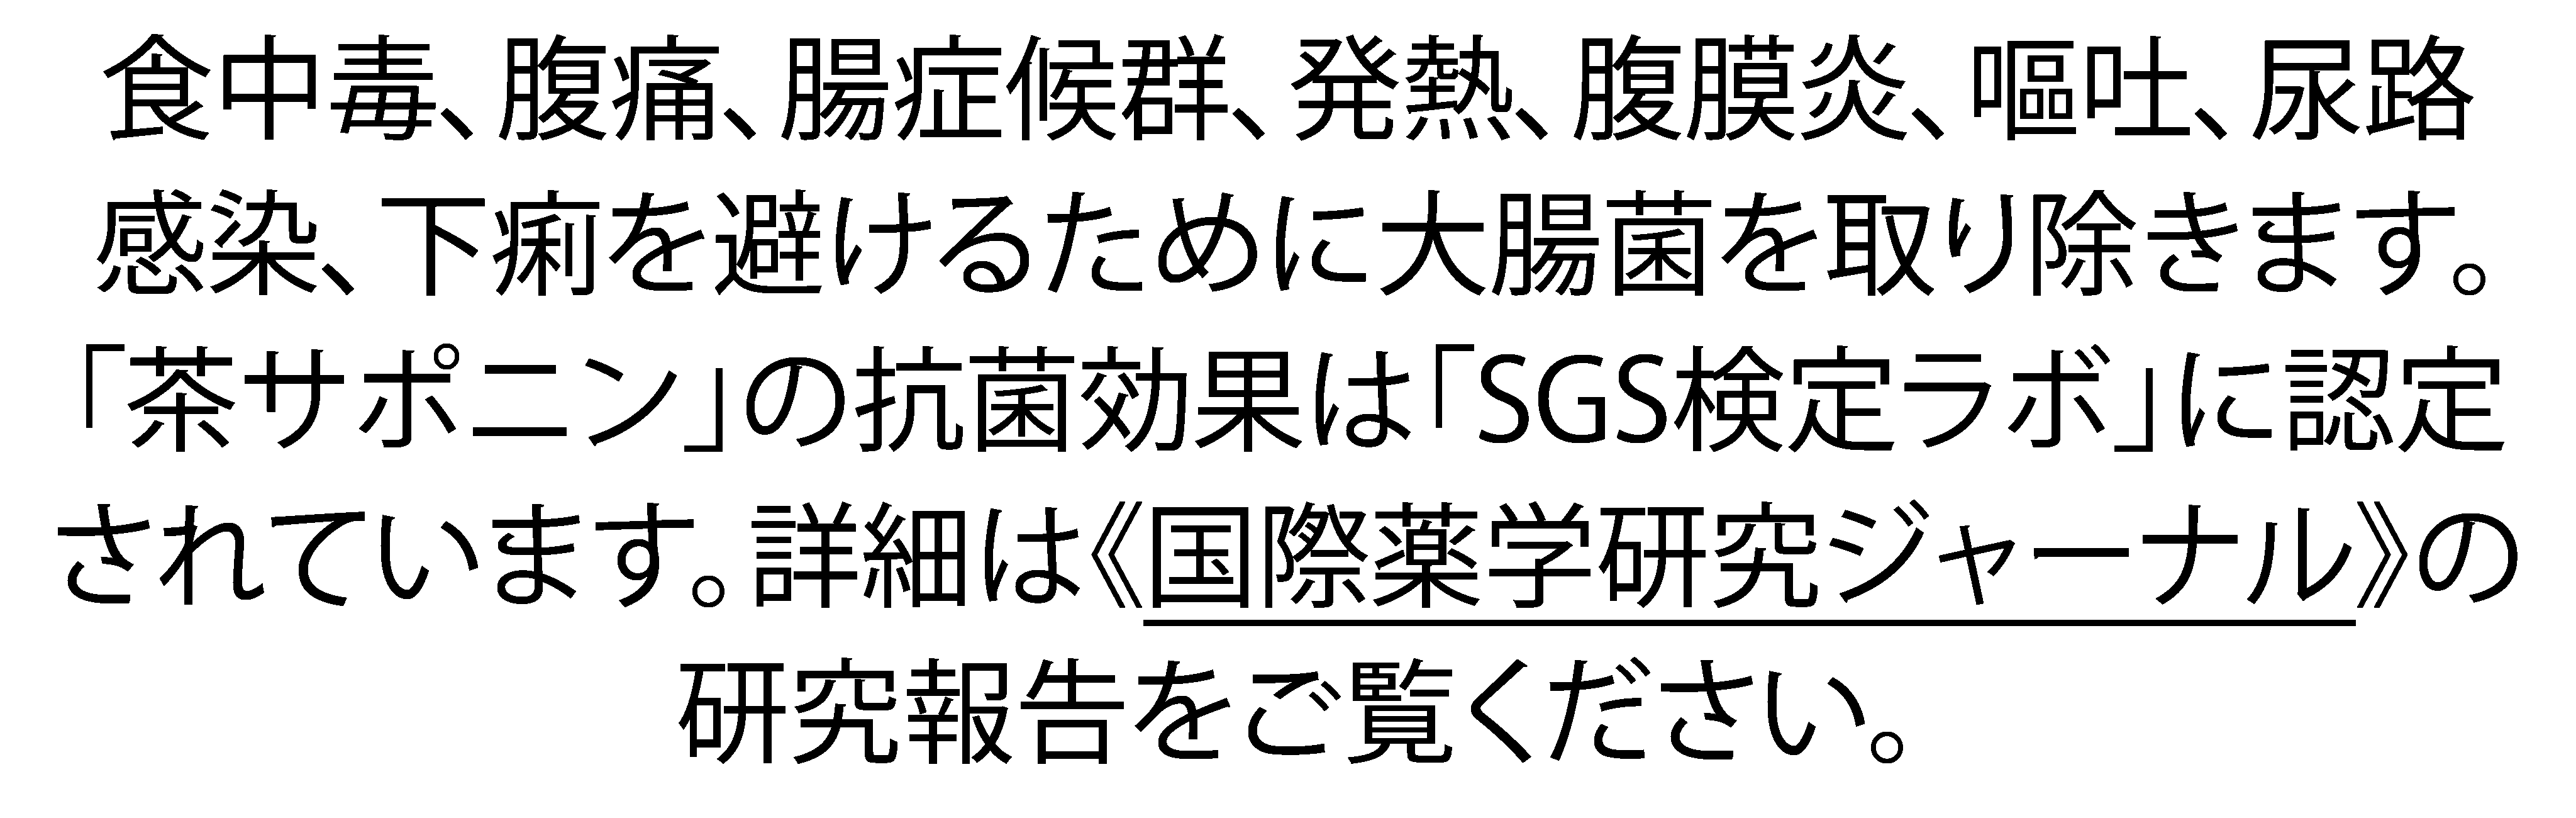 食中毒、腹痛、腸症候群、発熱、腹膜炎、嘔吐、尿路
感染、下痢を避けるために大腸菌を取り除きます。
「茶サポニン」の抗菌効果は「SGS検定ラボ」に認定
されています。詳細は《国際薬学研究ジャーナル》の
研究報告をご覧ください。